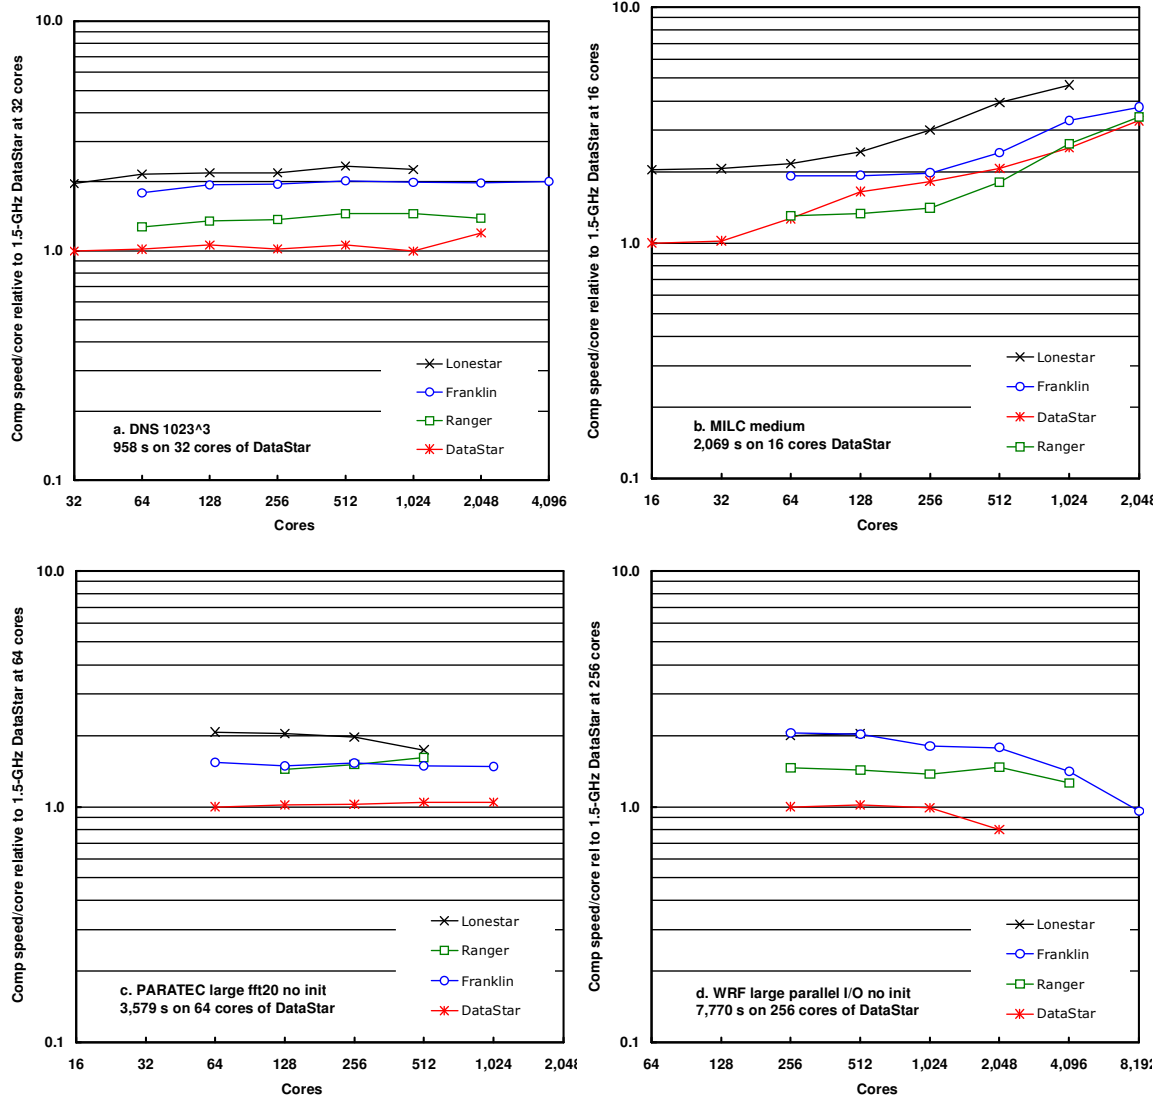 Comp speed/core relative to 1.5-GHz DataStar at 32 cores
10.0
1.0
0.1
Lonestar
Franklin
Ranger
DataStar
a. DNS 1023^3
958 s on 32 cores of DataStar
32 64 128 256 512 1,024 2,048 4,096
Cores
Comp speed/core relative to 1.5-GHz DataStar at 16 cores
10.0
1.0
0.1
Lonestar
Franklin
DataStar
Ranger
b. MILC medium
2,069 s on 16 cores DataStar
16 32 64 128 256 512 1,024 2,048
Cores
Comp speed/core relative to 1.5-GHz DataStar at 64 cores
10.0
1.0
0.1
Lonestar
Ranger
Franklin
DataStar
c. PARATEC large fft20 no init
3,579 s on 64 cores of DataStar
16 32 64 128 256 512 1,024 2,048
Cores
Comp speed/core rel to 1.5-GHz DataStar at 256 cores
10.0
1.0
0.1
Lonestar
Franklin
Ranger
DataStar
d. WRF large parallel I/O no init
7,770 s on 256 cores of DataStar
64 128 256 512 1,024 2,048 4,096 8,192
Cores